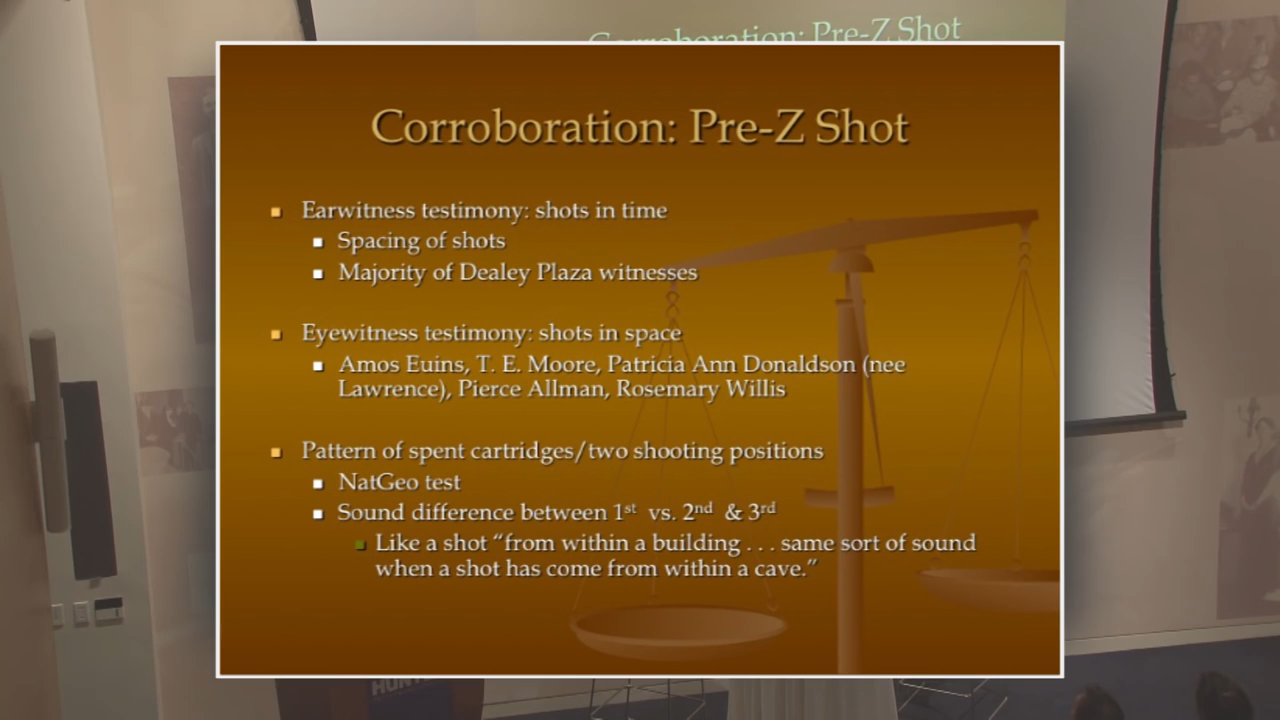 Corroboration: Pre-Z Shot
Corroboration: Pre-Z Shot
Earwitness testimony: shots in time
Spacing of shots
Majority of Dealey Plaza witnesses
Eyewitness testimony: shots in space
Amos Euins, T. E. Moore, Patricia Ann Donaldson (nee
Lawrence), Pierce Allman, Rosemary Willis
Pattern of spent cartridges/two shooting positions
NatGeo test
Sound difference between 1st vs. 2nd & 3rd
Like a shot “from within a building . . . same sort of sound
when a shot has come from within a cave.”